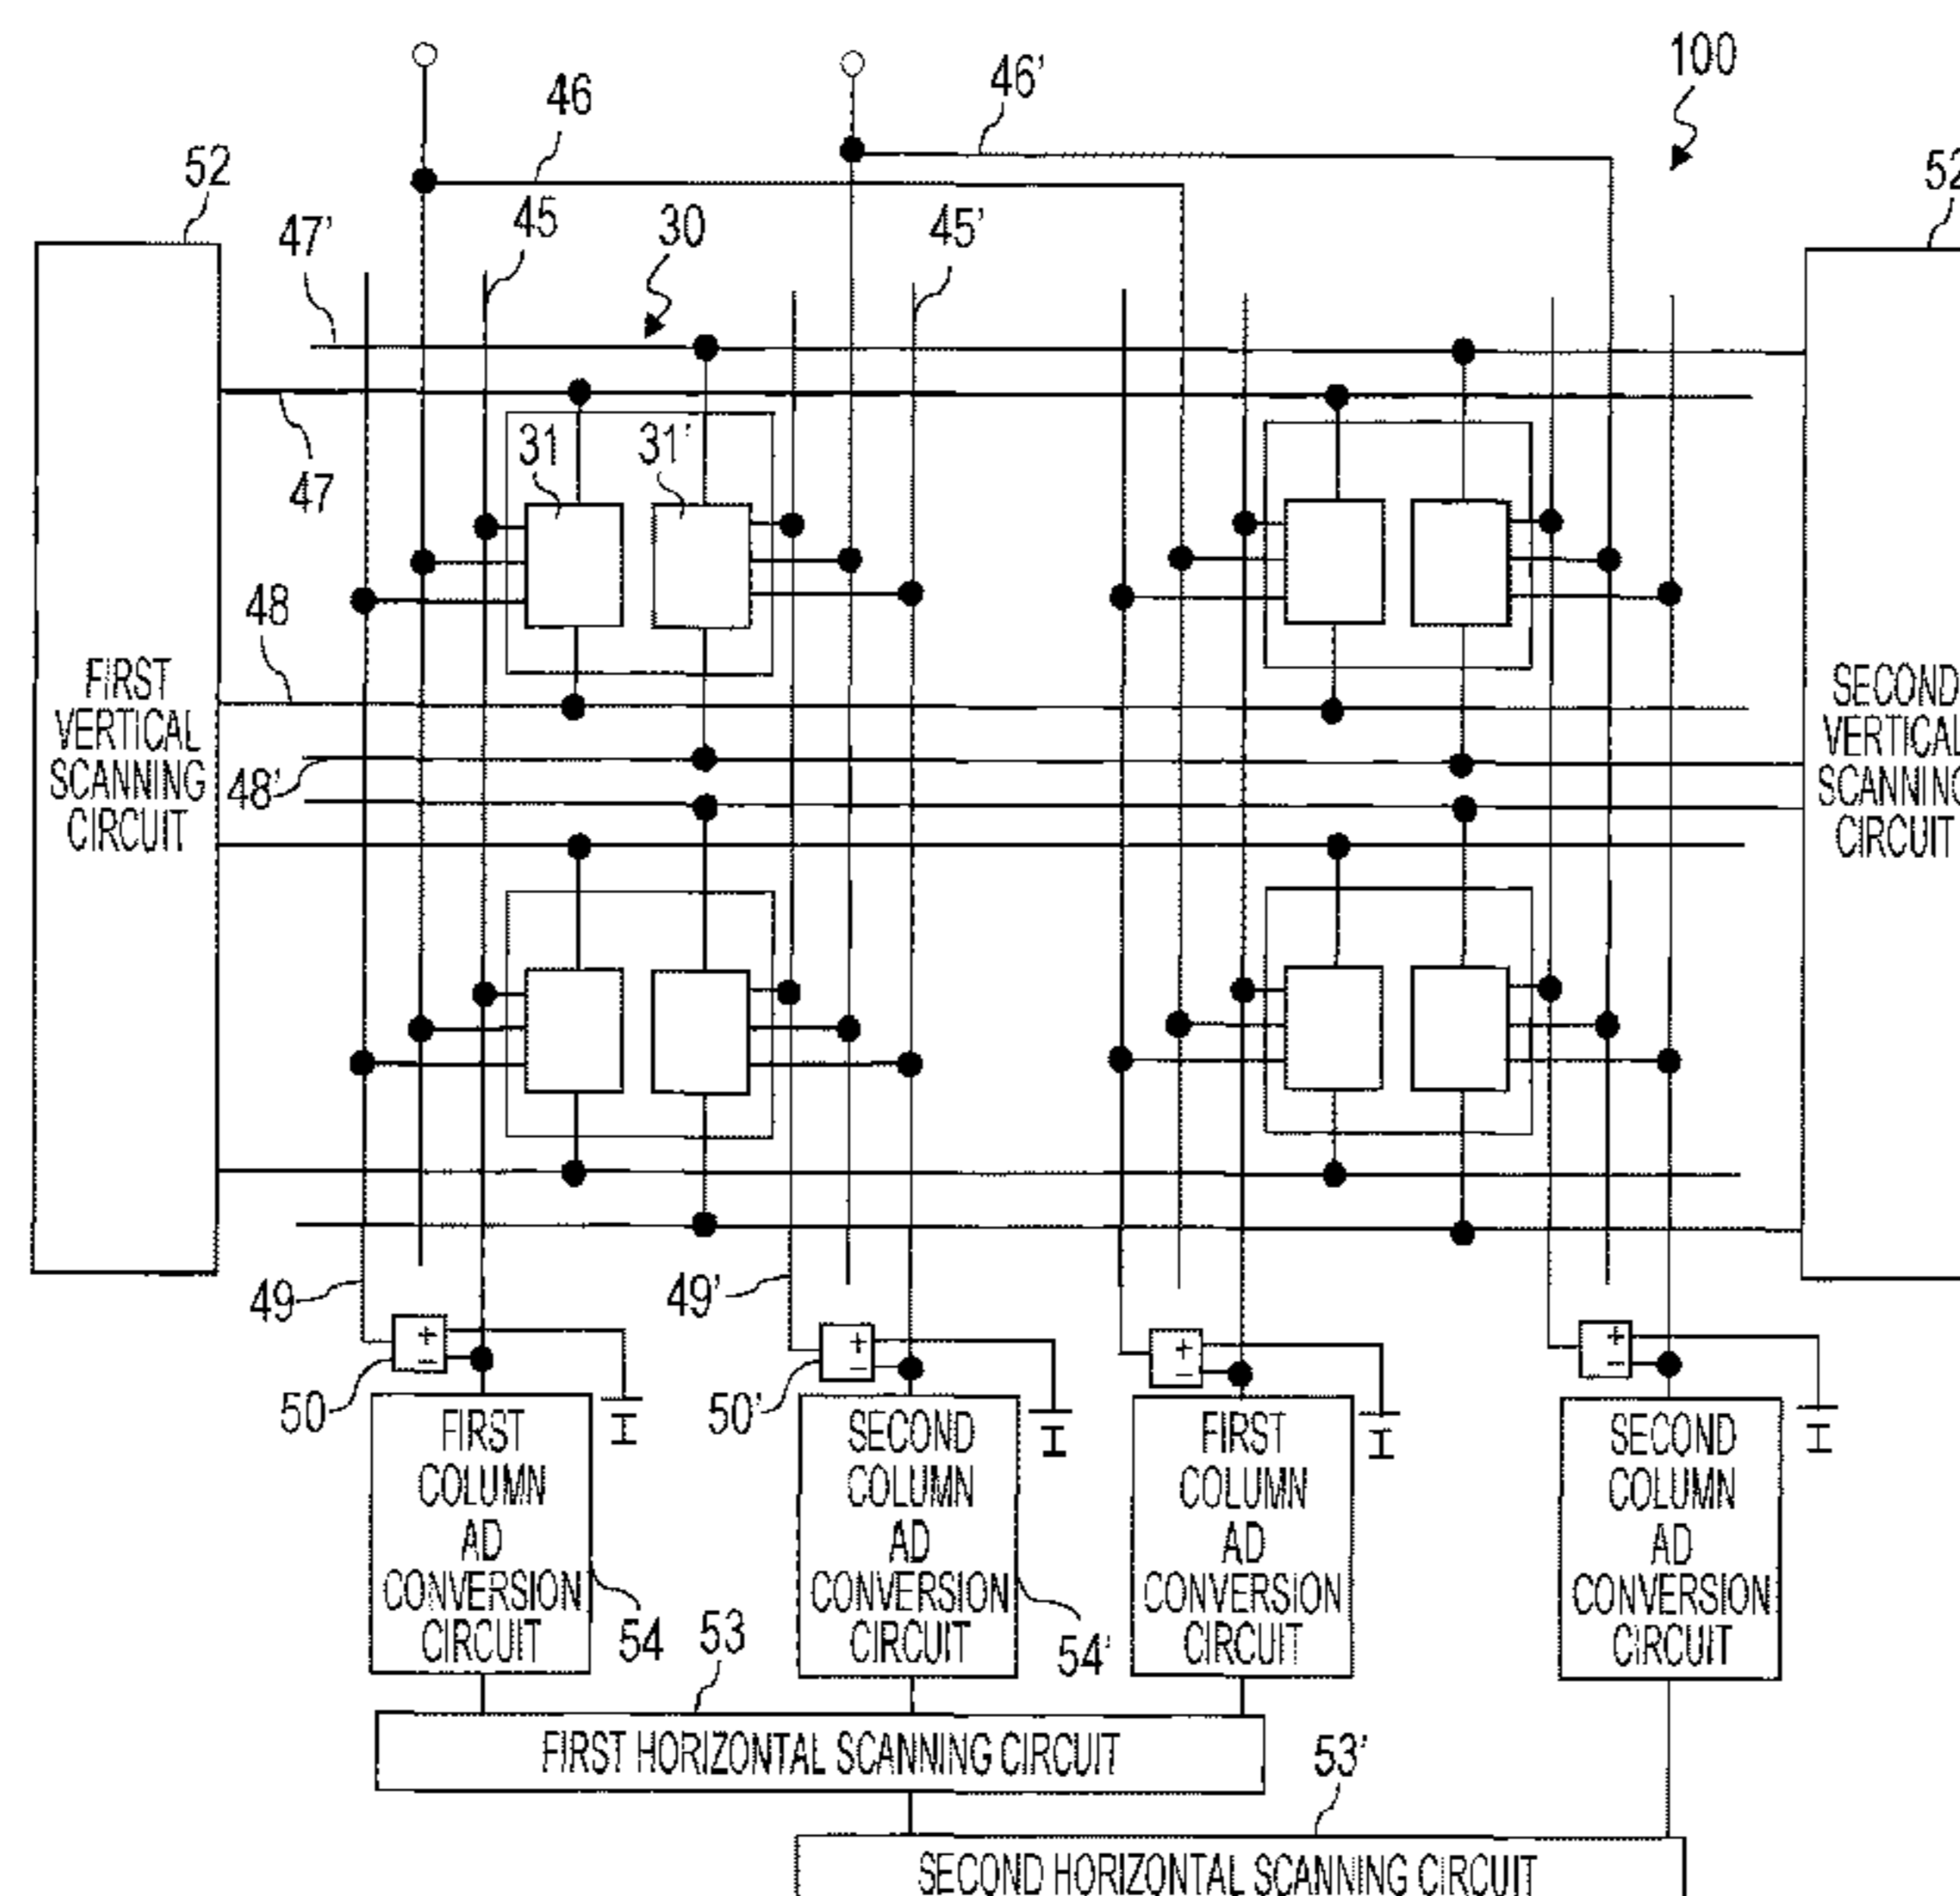 100
46'
46
52
52
45
30
45'
47'
31
31'
47
48
FIRST
VERTICAL
SCANNING
CIRCUIT
SECOND
VERTICAL
SCANNING
CIRCUIT
48'
49
49'
+
−
+
−
+
−
+
−
50
50'
FIRST
COLUMN
AD
CONVERSION
CIRCUIT
SECOND
COLUMN
AD
CONVERSION
CIRCUIT
FIRST
COLUMN
AD
CONVERSION
CIRCUIT
SECOND
COLUMN
AD
CONVERSION
CIRCUIT
54
53
54'
FIRST HORIZONTAL SCANNING CIRCUIT
53'
SECOND HORIZONTAL SCANNING CIRCUIT